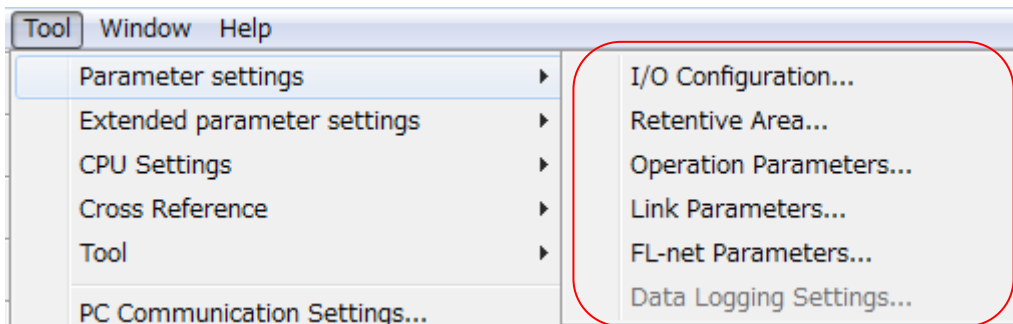 Tool Window Help
Parameter settings
Extended parameter settings
CPU Settings
Cross Reference
Tool
PC Communication Settings...
I/O Configuration...
Retentive Area...
Operation Parameters...
Link Parameters...
FL-net Parameters...
Data Logging Settings...